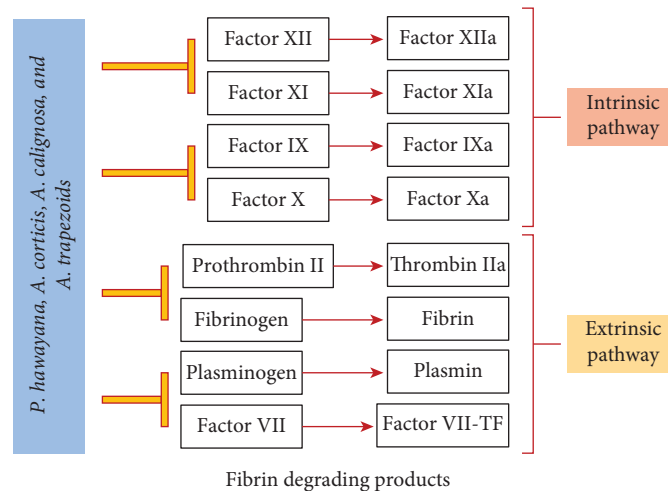 P. hawayana, A. corticis, A. calignosa, and
A. trapezoids
Factor XII
Factor XIIa
Factor XI
Factor XIa
Factor IX
Factor IXa
Factor X
Factor Xa
Intrinsic
pathway
Prothrombin II
Thrombin IIa
Fibrinogen
Fibrin
Plasminogen
Plasmin
Factor VII
Factor VII-TF
Extrinsic
pathway
Fibrin degrading products